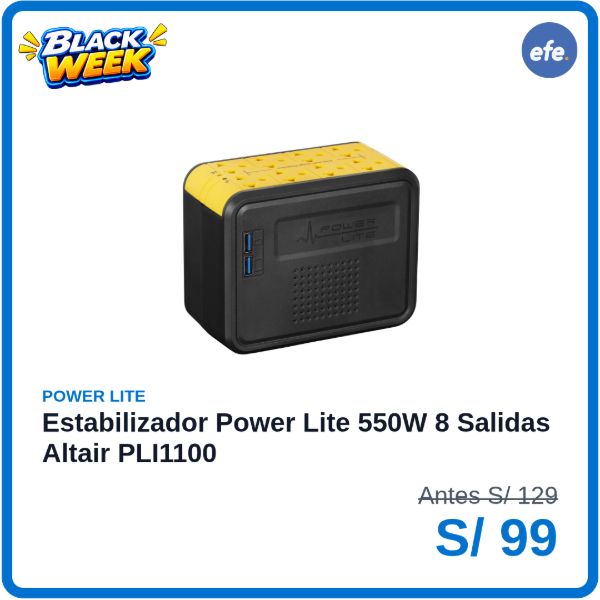 BLACK
WEEK
efe.
POWER
LITE
POWER LITE
Estabilizador Power Lite 550W 8 Salidas
Altair PLI1100
Antes S/ 129
S/ 99